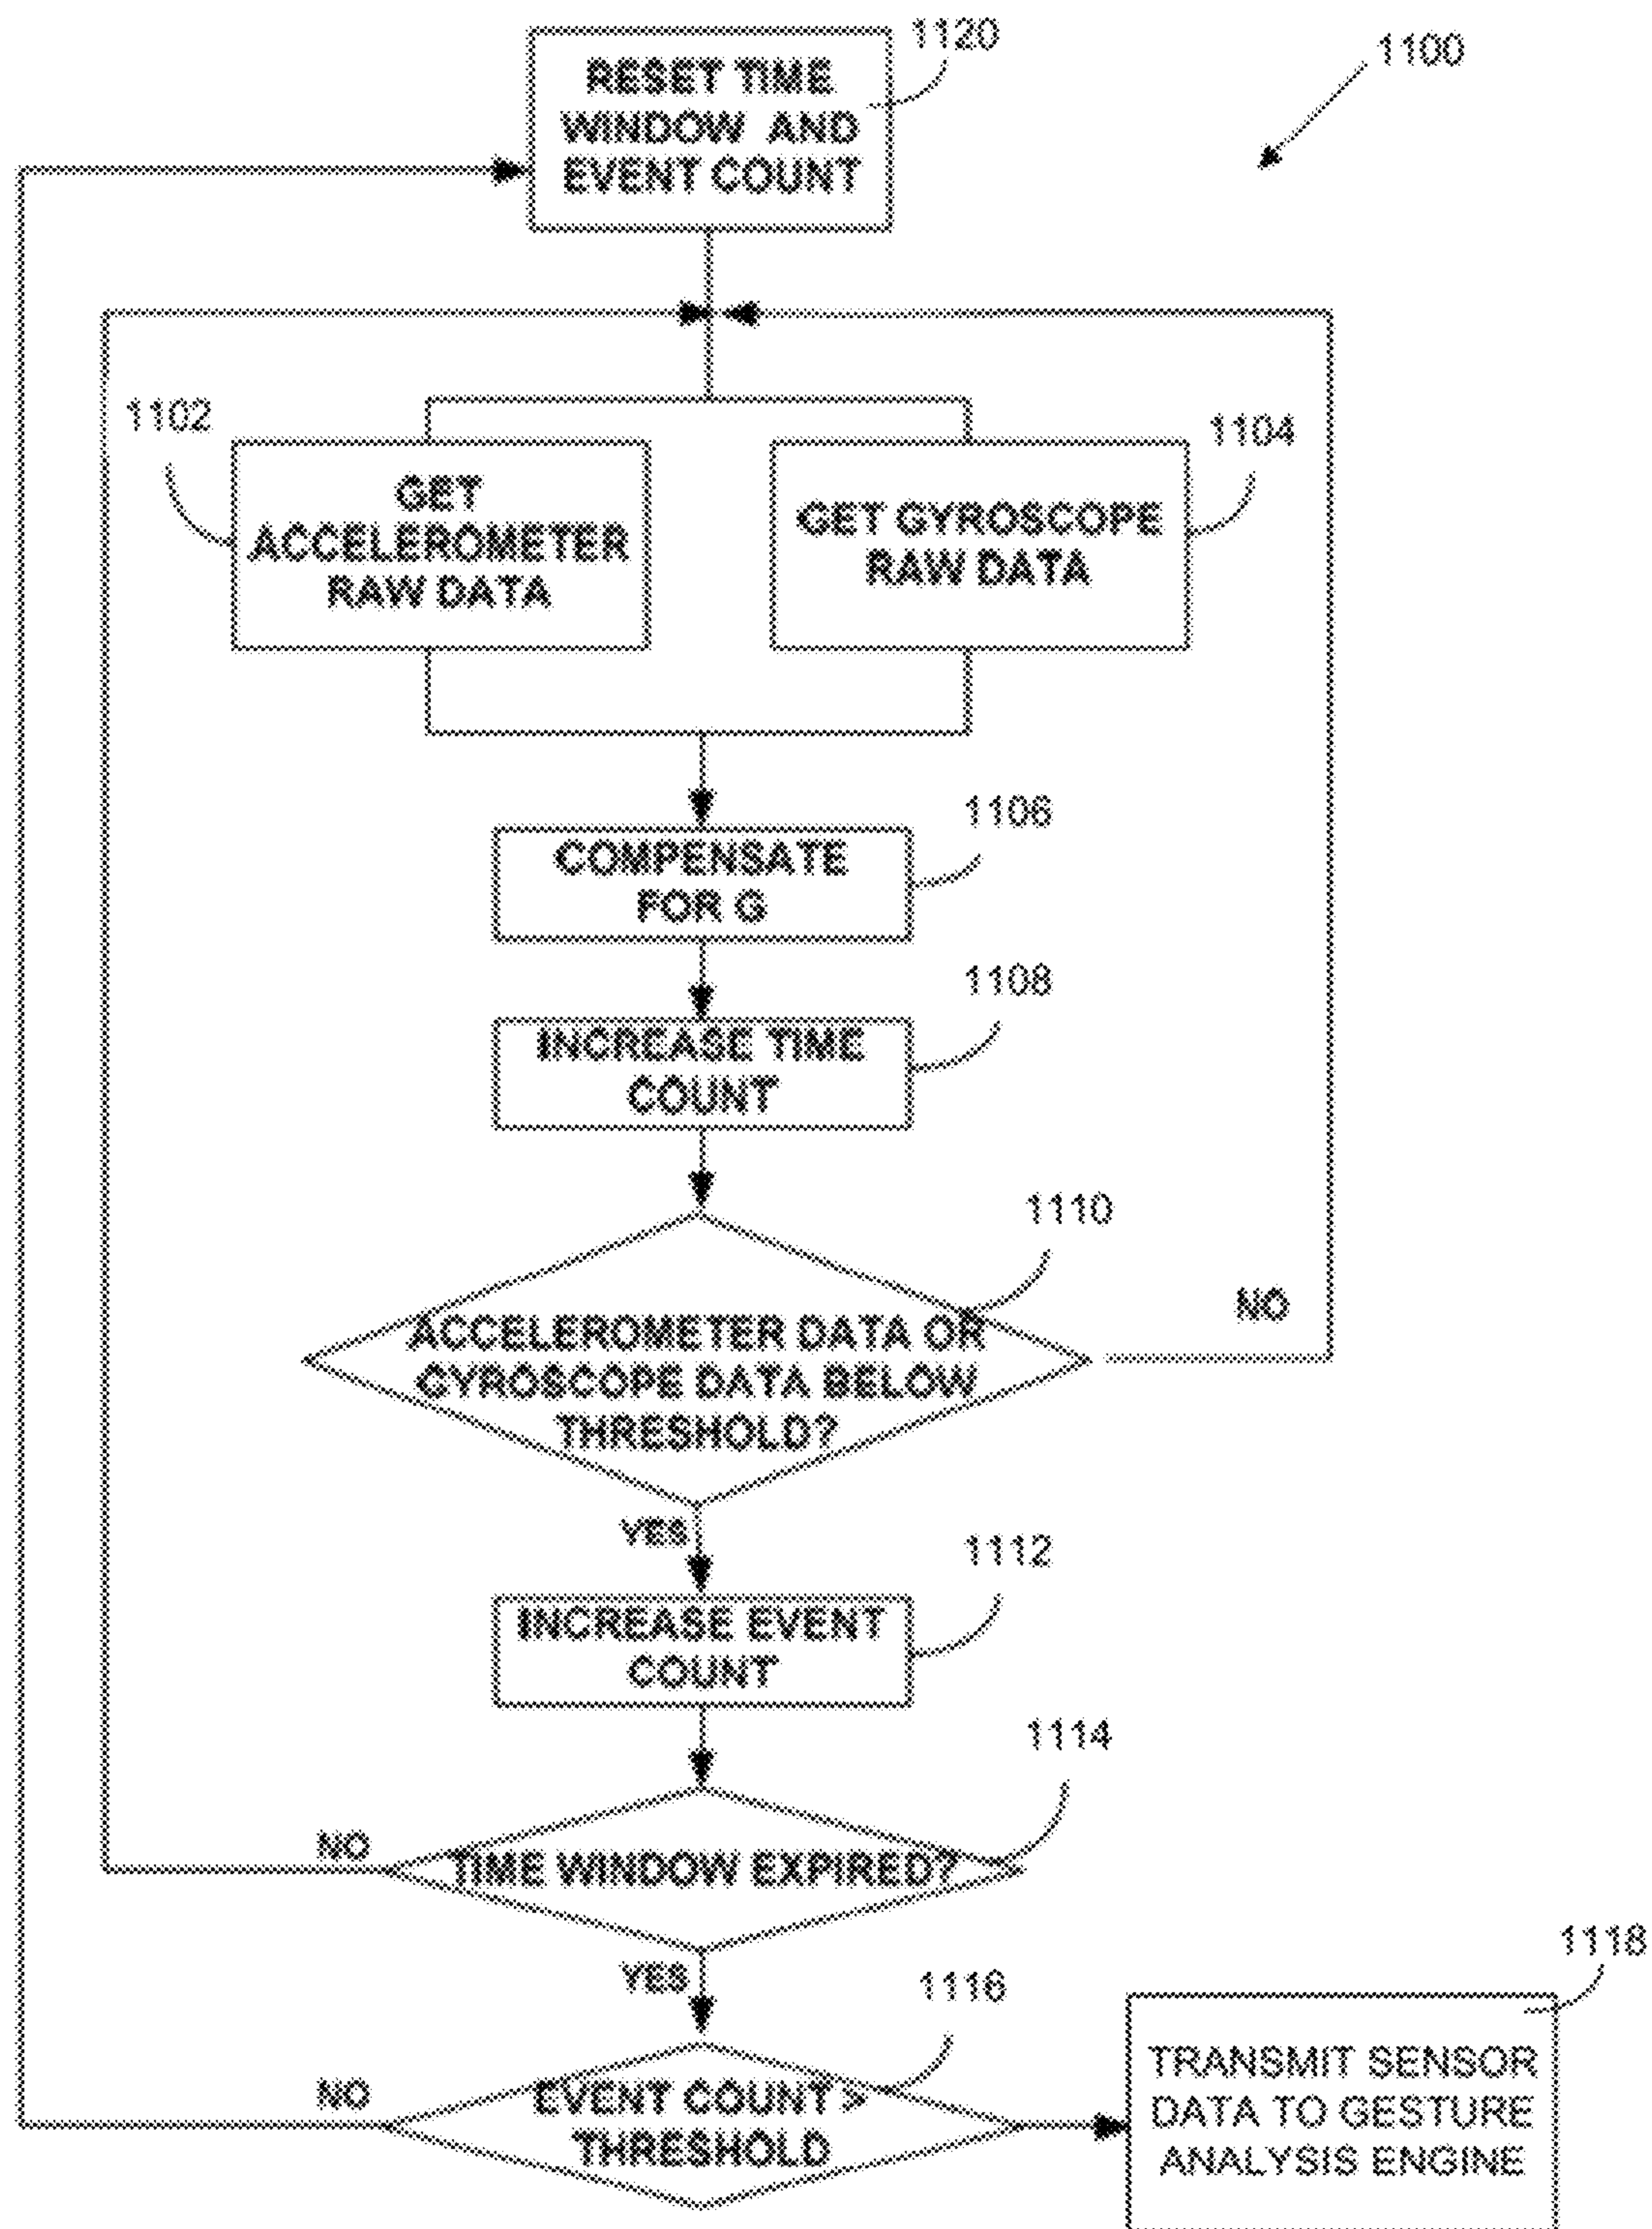 1120
1100
RESET TIME
WINDOW AND
EVENT COUNT
1102
1104
GET
ACCELEROMETER
RAW DATA
GET GYROSCOPE
RAW DATA
1106
COMPENSATE
FOR G
1108
INCREASE TIME
COUNT
1110
ACCELEROMETER DATA OR
GYROSCOPE DATA BELOW
THRESHOLD?
NO
YES
1112
INCREASE EVENT
COUNT
1114
NO
TIME WINDOW EXPIRED?
YES
1116
1118
NO
EVENT COUNT >
THRESHOLD
TRANSMIT SENSOR
DATA TO GESTURE
ANALYSIS ENGINE